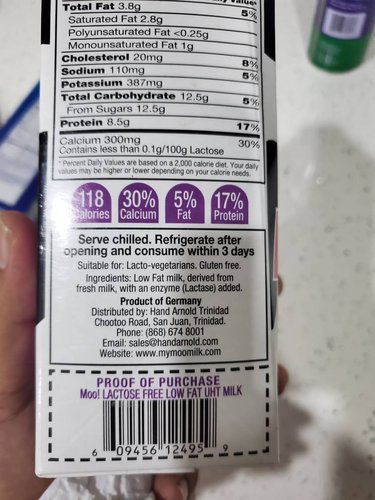 Daily Value*
Total Fat 3.8g 5%
Saturated Fat 2.8g
Polyunsaturated Fat <0.25g
Monounsaturated Fat 1g
Cholesterol 20mg 8%
Sodium 110mg 5%
Potassium 387mg
Total Carbohydrate 12.5g 5%
From Sugars 12.5g
Protein 8.5g 17%
Calcium 300mg 30%
Contains less than 0.1g/100g Lactose
* Percent Daily Values are based on a 2,000 calorie diet. Your daily
values may be higher or lower depending on your calorie needs.
118 30% 5% 17%
Calories Calcium Fat Protein
Serve chilled. Refrigerate after
opening and consume within 3 days
Suitable for: Lacto-vegetarians. Gluten free.
Ingredients: Low Fat milk, derived from
fresh milk, with an enzyme (Lactase) added.
Product of Germany
Distributed by: Hand Arnold Trinidad
Chootoo Road, San Juan, Trinidad.
Phone: (868) 674 8001
Email: sales@handarnold.com
Website: www.mymoomilk.com
PROOF OF PURCHASE
Moo! LACTOSE FREE LOW FAT UHT MILK
6 09456 12495 9